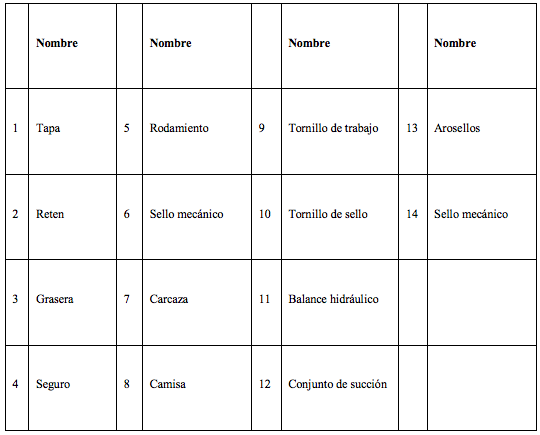 Nombre Nombre Nombre Nombre
1 Tapa 5 Rodamiento 9 Tornillo de trabajo 13 Arosellos
2 Reten 6 Sello mecánico 10 Tornillo de sello 14 Sello mecánico
3 Grasera 7 Carcaza 11 Balance hidráulico
4 Seguro 8 Camisa 12 Conjunto de succión